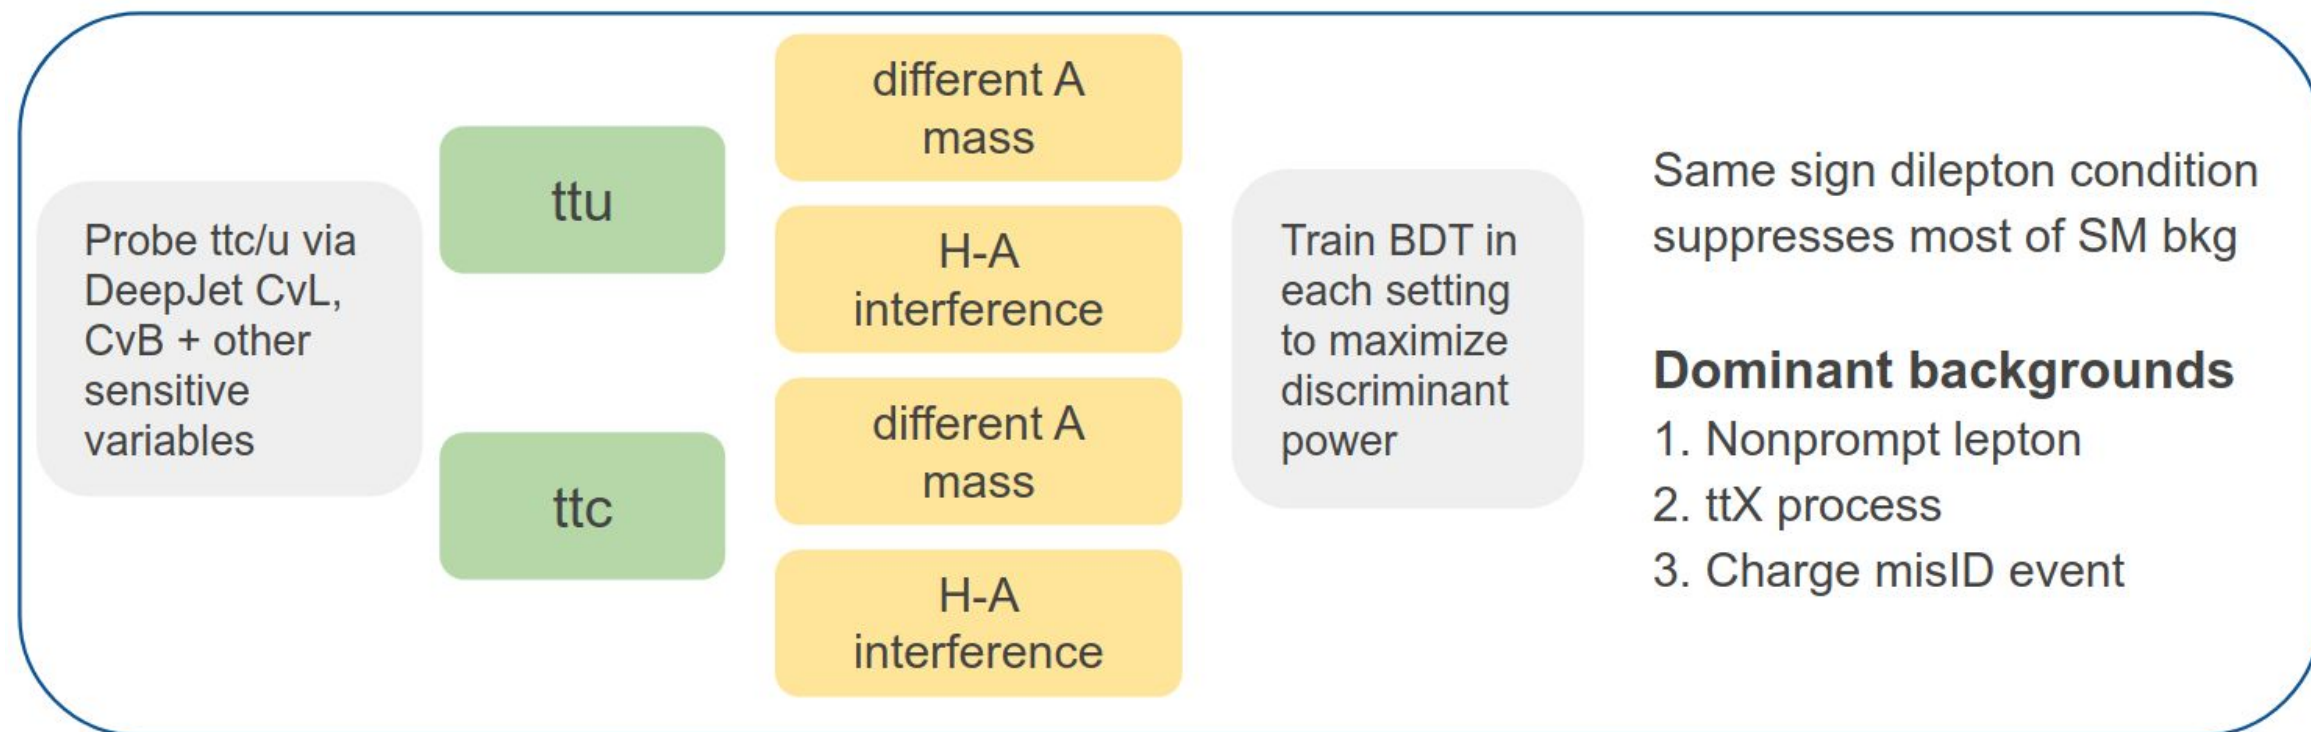 Probe ttc/u via
DeepJet CvL,
CvB + other
sensitive
variables
ttu
ttc
different A
mass
H-A
interference
different A
mass
H-A
interference
Train BDT in
each setting
to maximize
discriminant
power
Same sign dilepton condition
suppresses most of SM bkg
Dominant backgrounds
1. Nonprompt lepton
2. ttX process
3. Charge misID event